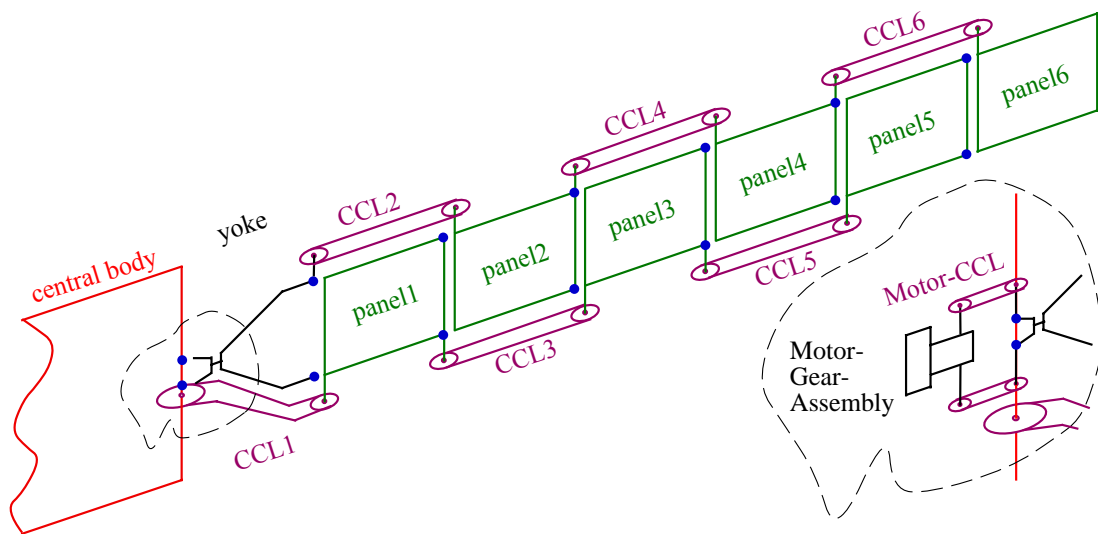 CCL6
panel6
CCL4
panel5
panel4
CCL2
panel3
yoke
panel2
central body
panel1
CCL5
Motor-CCL
CCL3
Motor-
Gear-
Assembly
CCL1